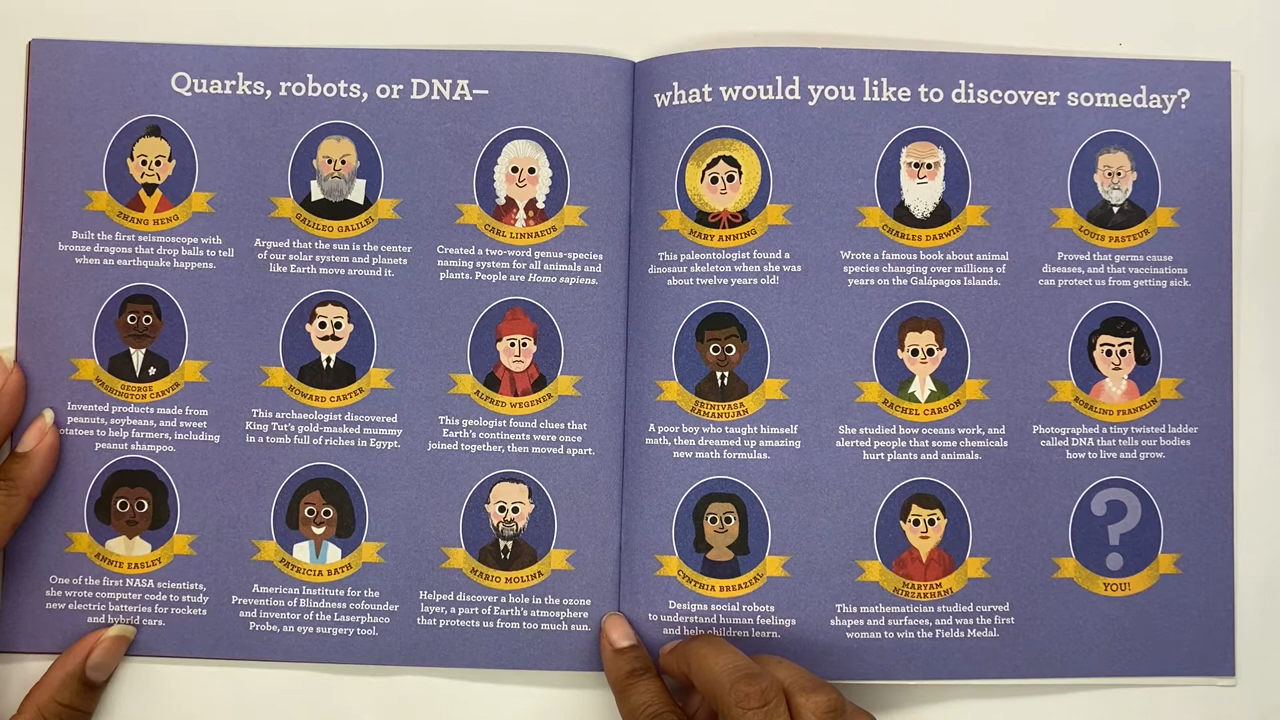 Quarks, robots, or DNA—
ZHANG HENG
Built the first seismoscope with
bronze dragons that drop balls to tell
when an earthquake happens.
GALILEO GALILEI
Argued that the sun is the center
of our solar system and planets
like Earth move around it.
CARL LINNAEUS
Created a two-word genus-species
naming system for all animals and
plants. People are Homo sapiens.
GEORGE
WASHINGTON CARVER
Invented products made from
peanuts, soybeans, and sweet
otatoes to help farmers, including
peanut shampoo.
HOWARD CARTER
This archaeologist discovered
King Tut's gold-masked mummy
in a tomb full of riches in Egypt.
ALFRED WEGENER
This geologist found clues that
Earth's continents were once
joined together, then moved apart.
ANNIE EASLEY
One of the first NASA scientists,
she wrote computer code to study
new electric batteries for rockets
and hybrid cars.
PATRICIA BATH
American Institute for the
Prevention of Blindness cofounder
and inventor of the Laserphaco
Probe, an eye surgery tool.
MARIO MOLINA
Helped discover a hole in the ozone
layer, a part of Earth's atmosphere
that protects us from too much sun.
what would you like to discover someday?
MARY ANNING
This paleontologist found a
dinosaur skeleton when she was
about twelve years old!
CHARLES DARWIN
Wrote a famous book about animal
species changing over millions of
years on the Galápagos Islands.
LOUIS PASTEUR
Proved that germs cause
diseases, and that vaccinations
can protect us from getting sick.
SRINIVASA
RAMANUJAN
A poor boy who taught himself
math, then dreamed up amazing
new math formulas.
RACHEL CARSON
She studied how oceans work, and
alerted people that some chemicals
hurt plants and animals.
ROSALIND FRANKLIN
Photographed a tiny twisted ladder
called DNA that tells our bodies
how to live and grow.
CYNTHIA BREAZEAL
Designs social robots
to understand human feelings
and help children learn.
MARYAM
MIRZAKHANI
This mathematician studied curved
shapes and surfaces, and was the first
woman to win the Fields Medal.
?
YOU!